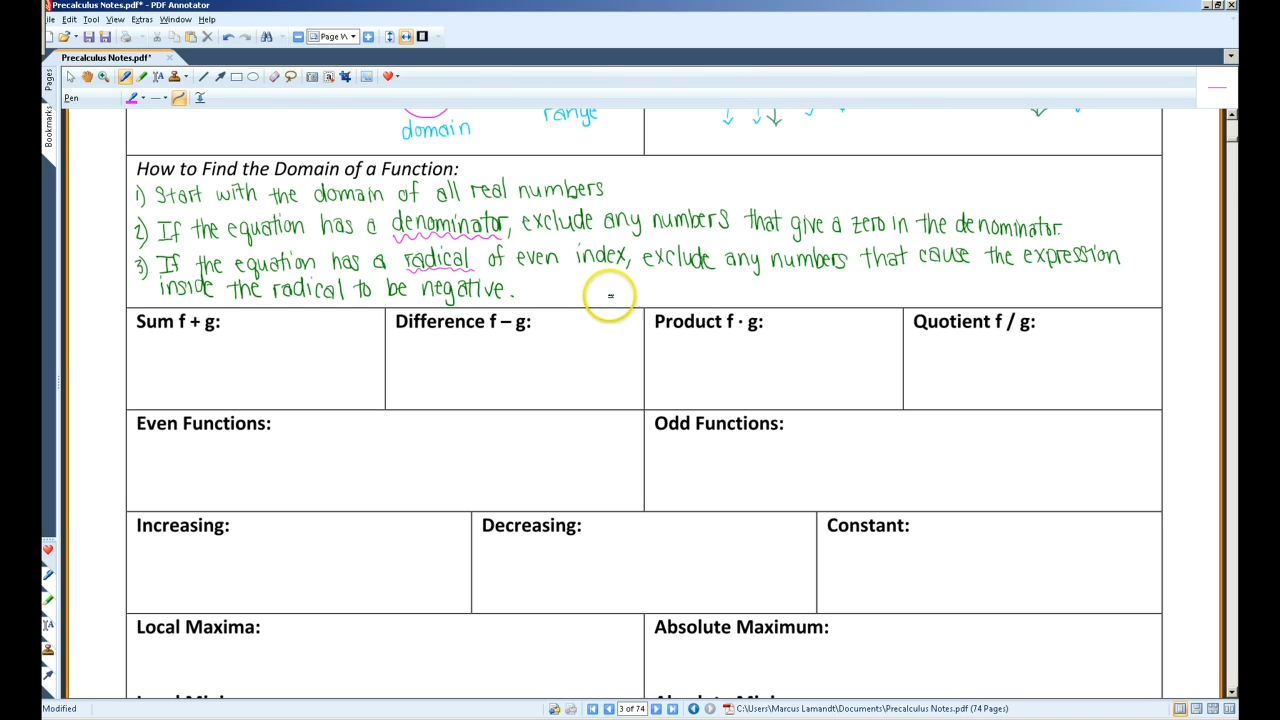 Precalculus Notes.pdf* - PDF Annotator
ile Edit Tool View Extras Window Help
Page W
Precalculus Notes.pdf*
Pages
Pen
Bookmarks
domain
range
How to Find the Domain of a Function:
1) Start with the domain of all real numbers
2) If the equation has a denominator, exclude any numbers that give a zero in the denominator.
3) If the equation has a radical of even index, exclude any numbers that cause the expression
inside the radical to be negative.
Sum f + g: Difference f – g: Product f · g: Quotient f / g:
Even Functions: Odd Functions:
Increasing: Decreasing: Constant:
Local Maxima: Absolute Maximum:
Modified 3 of 74 C:\Users\Marcus Lamandt\Documents\Precalculus Notes.pdf (74 Pages)